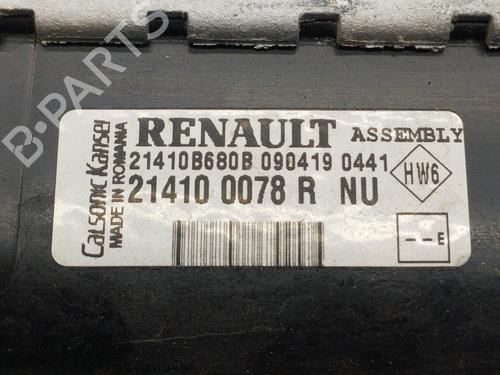 B-Parts
RENAULT ASSEMBLY
21410B680B 090419 0441
21410 0078 R NU
HW6
--E
Calsonic Kansei
MADE IN ROMANIA